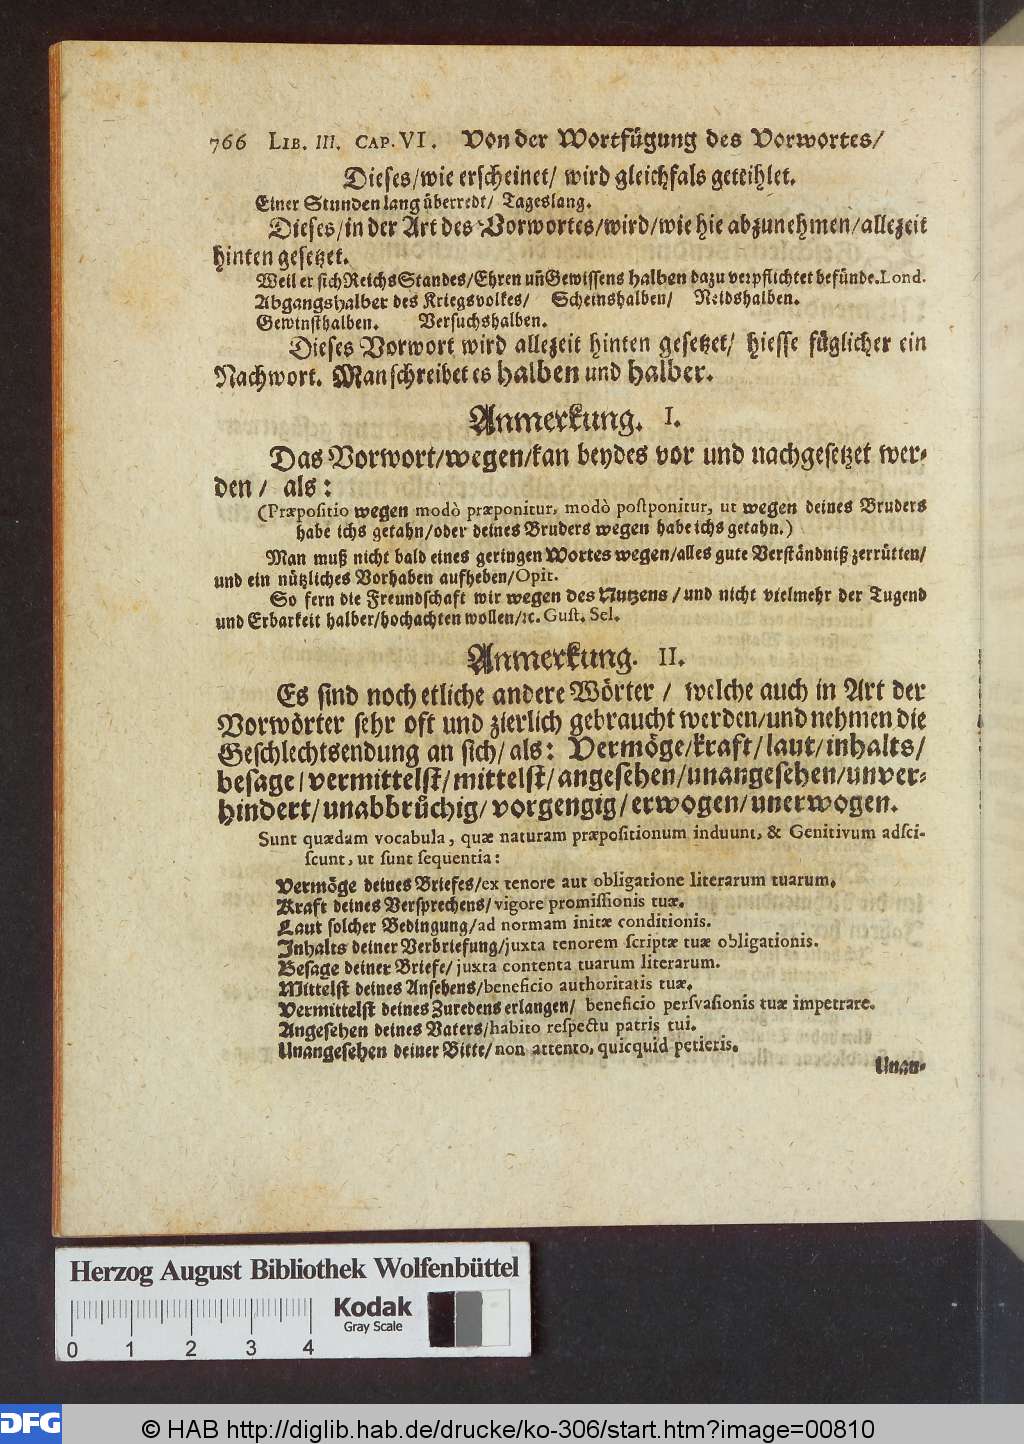 766 LIB. III. CAP. VI. Von der Wortfügung des Vorwortes/
Dieses/wie erscheinet/ wird gleichfals geteihlet.
Einer Stunden lang überredt/ Tageslang.
Dieses/in der Art des Vorwortes/wird/wie hie abzunehmen/allezeit
hinten gesetzet.
Weil er sich Reichs Standes/Ehren uñ Gewissens halben dazu verpflichtet befünde. Lond.
Abgangshalber des Kriegsvolkes/ Scheinshalben/ Neidshalben.
Gewinsthalben. Versuchshalben.
Dieses Vorwort wird allezeit hinten gesetzet/ hiesse füglicher ein
Nachwort. Man schreibet es halben und halber.
Anmerkung. I.
Das Vorwort/wegen/kan beydes vor und nachgesetzet wer-
den/ als:
(Præpositio wegen modò præponitur, modò postponitur, ut wegen deines Bruders
habe ichs getahn/oder deines Bruders wegen habe ichs getahn.)
Man muß nicht bald eines geringen Wortes wegen/alles gute Verständniß zerrütten/
und ein nützliches Vorhaben aufheben/Opit.
So fern die Freundschaft wir wegen des Nutzens/und nicht vielmehr der Tugend
und Erbarkeit halber/hochachten wollen/ꝛc. Gust. Sel.
Anmerkung. II.
Es sind noch etliche andere Wörter/ welche auch in Art der
Vorwörter sehr oft und zierlich gebraucht werden/und nehmen die
Geschlechtsendung an sich/als: Vermöge/kraft/laut/inhalts/
besage/vermittelst/mittelst/angesehen/unangesehen/unver-
hindert/unabbrüchig/vorgengig/erwogen/unerwogen.
Sunt quædam vocabula, quæ naturam præpositionum induunt, & Genitivum adsci-
scunt, ut sunt sequentia:
Vermöge deines Briefes/ex tenore aut obligatione literarum tuarum.
Kraft deines Versprechens/vigore promissionis tuæ.
Laut solcher Bedingung/ad normam initæ conditionis.
Inhalts deiner Verbriefung/juxta tenorem scriptæ tuæ obligationis.
Besage deiner Briefe/juxta contenta tuarum literarum.
Mittelst deines Ansehens/beneficio authoritatis tuæ.
Vermittelst deines Zuredens erlangen/ beneficio persvasionis tuæ impetrare.
Angesehen deines Vaters/habito respectu patris tui.
Unangesehen deiner Bitte/non attento, quicquid petieris.
Unan-
Herzog August Bibliothek Wolfenbüttel
Kodak
Gray Scale
0 1 2 3 4
DFG
© HAB http://diglib.hab.de/drucke/ko-306/start.htm?image=00810